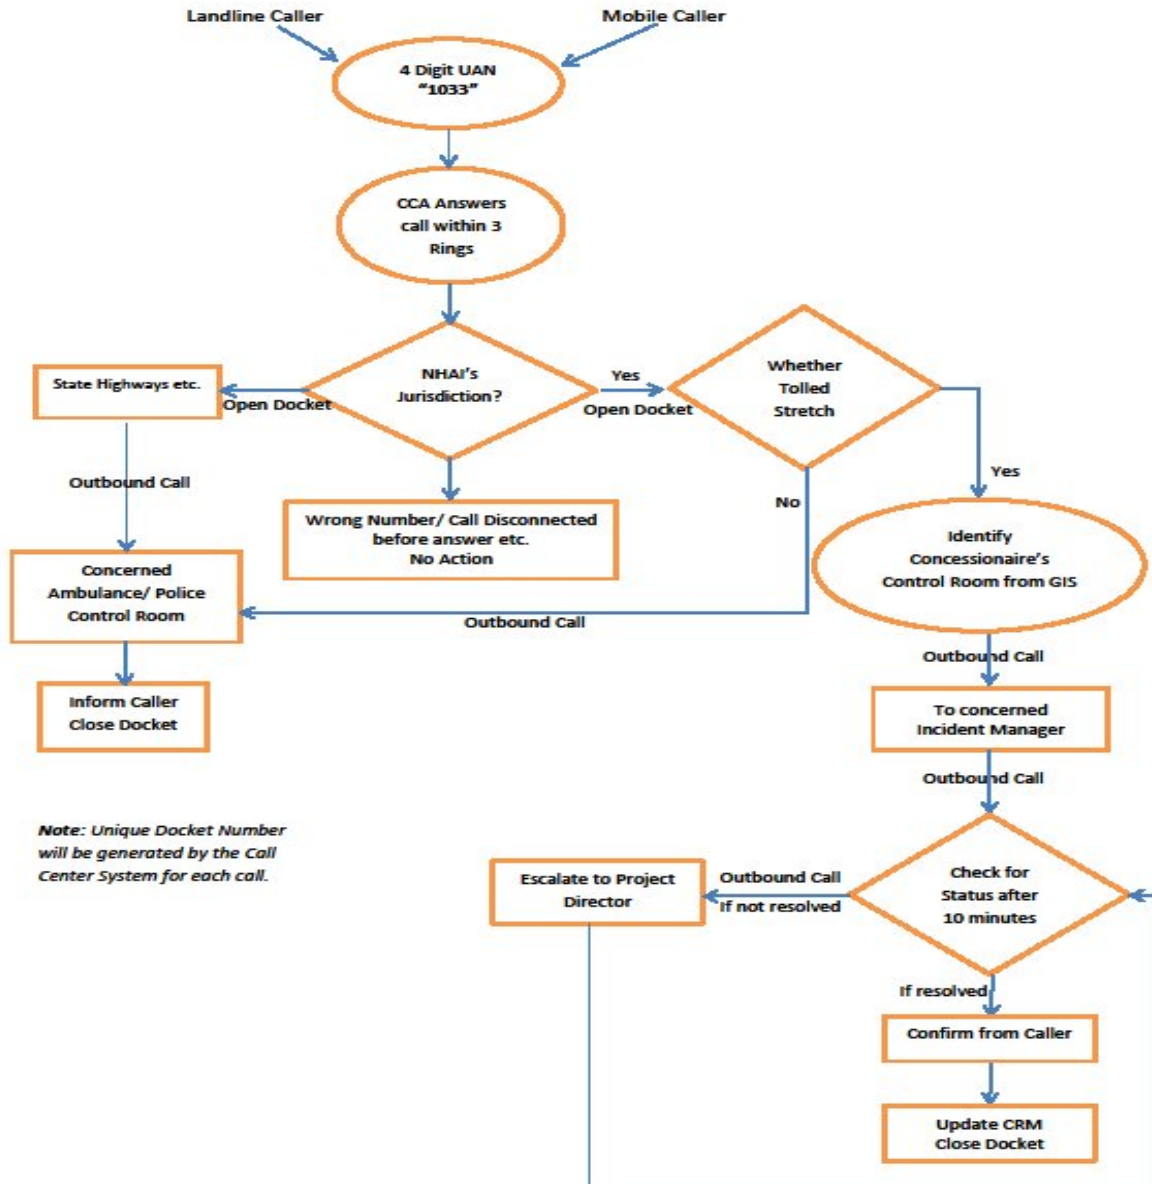 Landline Caller
Mobile Caller
4 Digit UAN
“1033”
CCA Answers
call within 3
Rings
NHAI’s
Jurisdiction?
State Highways etc.
Open Docket
Yes
Open Docket
Whether
Tolled
Stretch
Outbound Call
Wrong Number/ Call Disconnected
before answer etc.
No Action
No
Yes
Identify
Concessionaire’s
Control Room from GIS
Concerned
Ambulance/ Police
Control Room
Outbound Call
Outbound Call
Inform Caller
Close Docket
To concerned
Incident Manager
Outbound Call
Note: Unique Docket Number
will be generated by the Call
Center System for each call.
Escalate to Project
Director
Outbound Call
If not resolved
Check for
Status after
10 minutes
If resolved
Confirm from Caller
Update CRM
Close Docket